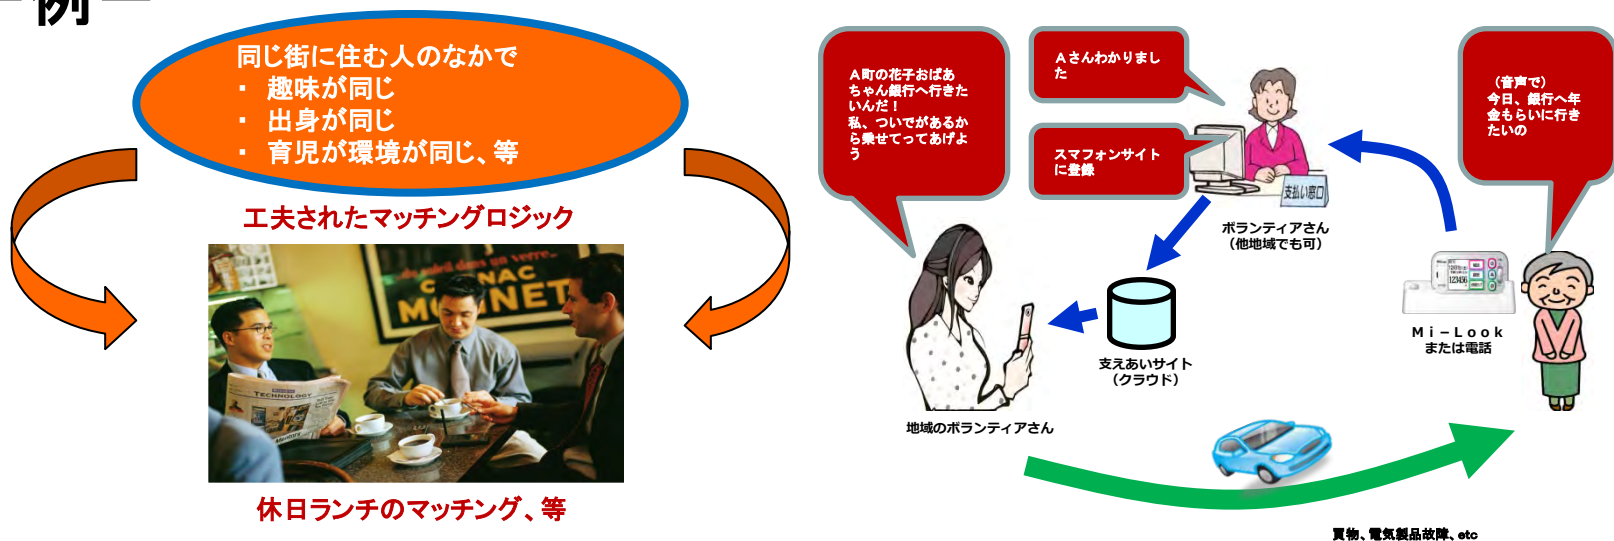 ー例ー
同じ街に住む人のなかで
・ 趣味が同じ
・ 出身が同じ
・ 育児が環境が同じ、等
工夫されたマッチングロジック
du soleil dans un verre...
NAC
TECHNOLOGY
休日ランチのマッチング、等
A町の花子おばあ
ちゃん銀行へ行きた
いんだ！
私、ついでがあるか
ら乗せてってあげよ
う
Aさんわかりまし
た
スマフォンサイト
に登録
（音声で）
今日、銀行へ年
金もらいに行き
たいの
支払い窓口
ボランティアさん
（他地域でも可）
123456
Mi－Look
または電話
支えあいサイト
（クラウド）
地域のボランティアさん
買物、電気製品故障、etc